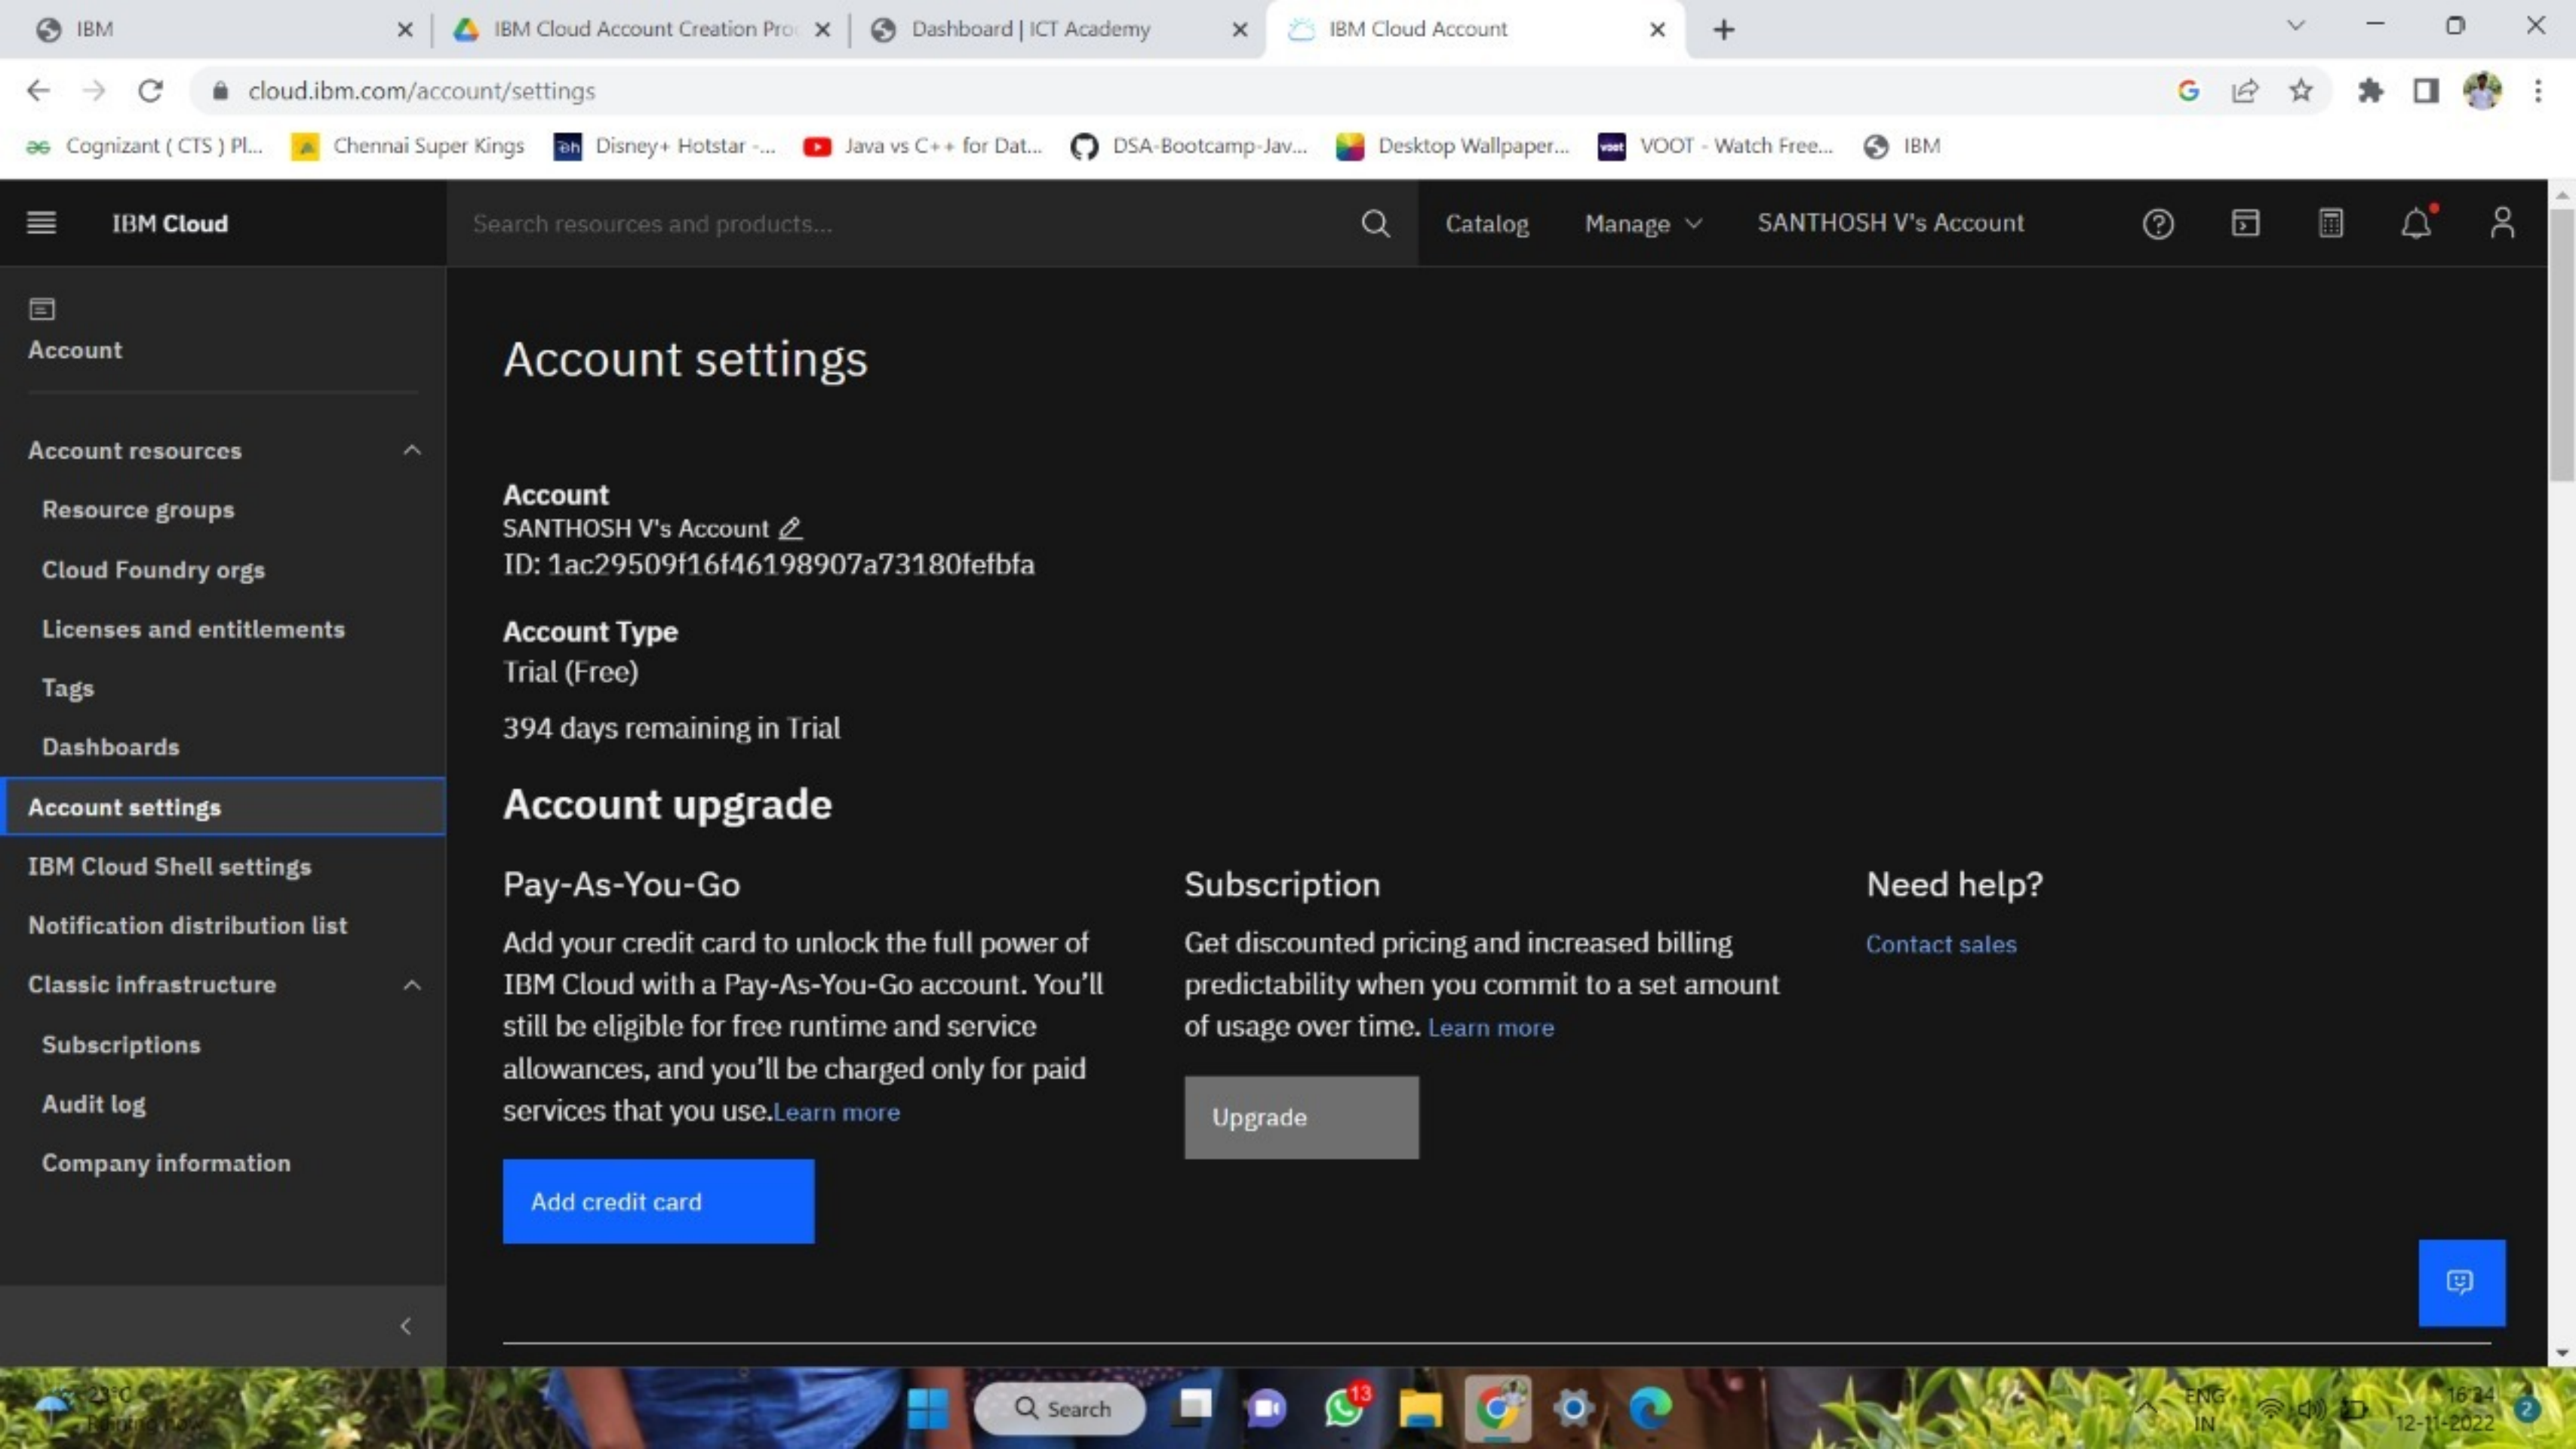 IBM
IBM Cloud Account Creation Pro
Dashboard | ICT Academy
IBM Cloud Account
cloud.ibm.com/account/settings
Cognizant ( CTS ) Pl...
Chennai Super Kings
Disney+ Hotstar -...
Java vs C++ for Dat...
DSA-Bootcamp-Jav...
Desktop Wallpaper...
VOOT - Watch Free...
IBM
IBM Cloud
Search resources and products...
Catalog
Manage
SANTHOSH V's Account
Account
Account resources
Resource groups
Cloud Foundry orgs
Licenses and entitlements
Tags
Dashboards
Account settings
IBM Cloud Shell settings
Notification distribution list
Classic infrastructure
Subscriptions
Audit log
Company information
Account settings
Account
SANTHOSH V's Account
ID: 1ac29509f16f46198907a73180fefbfa
Account Type
Trial (Free)
394 days remaining in Trial
Account upgrade
Pay-As-You-Go
Add your credit card to unlock the full power of
IBM Cloud with a Pay-As-You-Go account. You’ll
still be eligible for free runtime and service
allowances, and you’ll be charged only for paid
services that you use.Learn more
Add credit card
Subscription
Get discounted pricing and increased billing
predictability when you commit to a set amount
of usage over time. Learn more
Upgrade
Need help?
Contact sales
23°C
Search
13
ENG
IN
16:34
12-11-2022
2